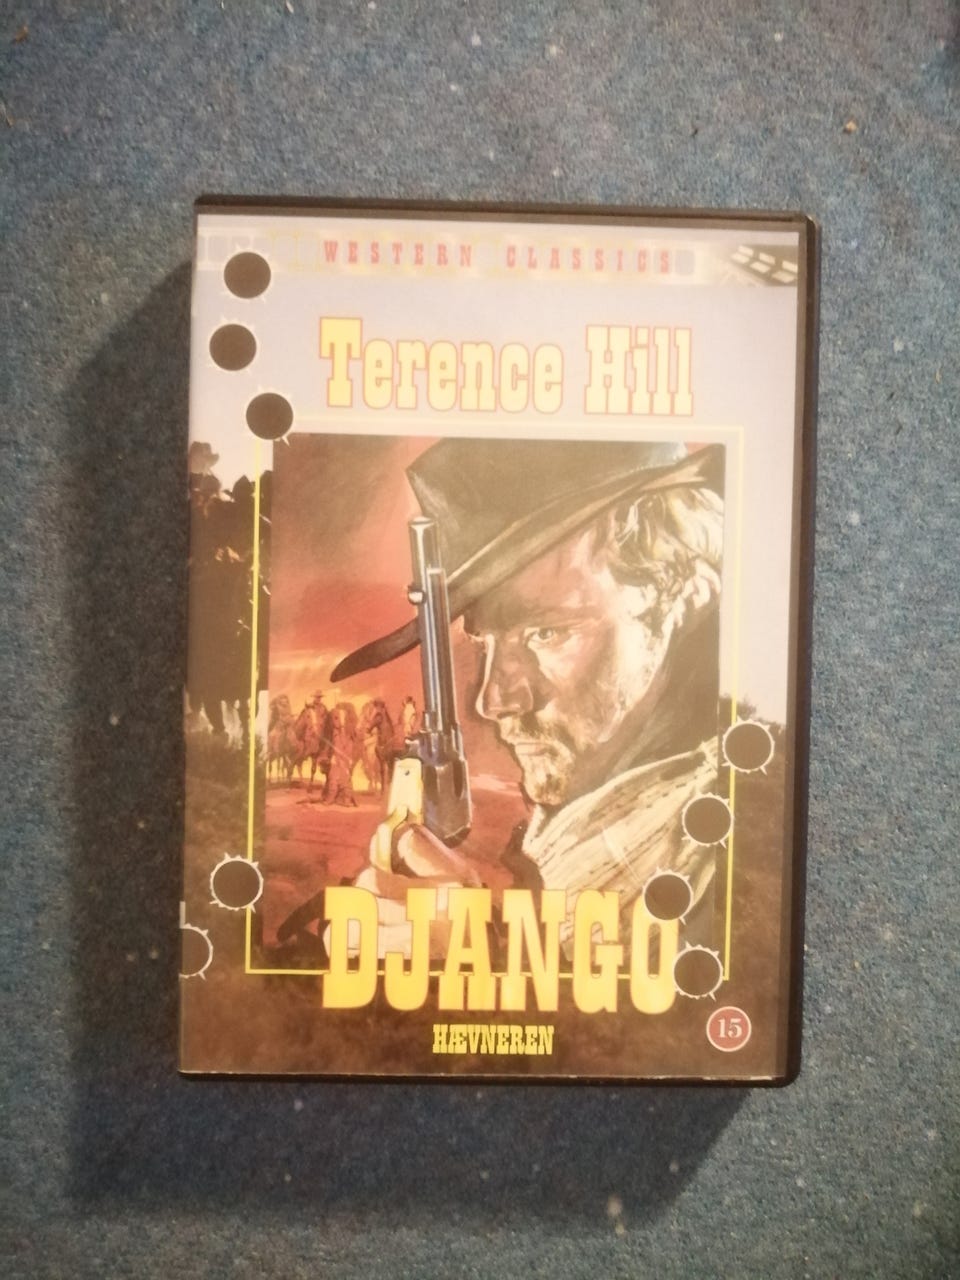 WESTERN CLASSICS
Terence Hill
DJANGO
HÆVNEREN
15